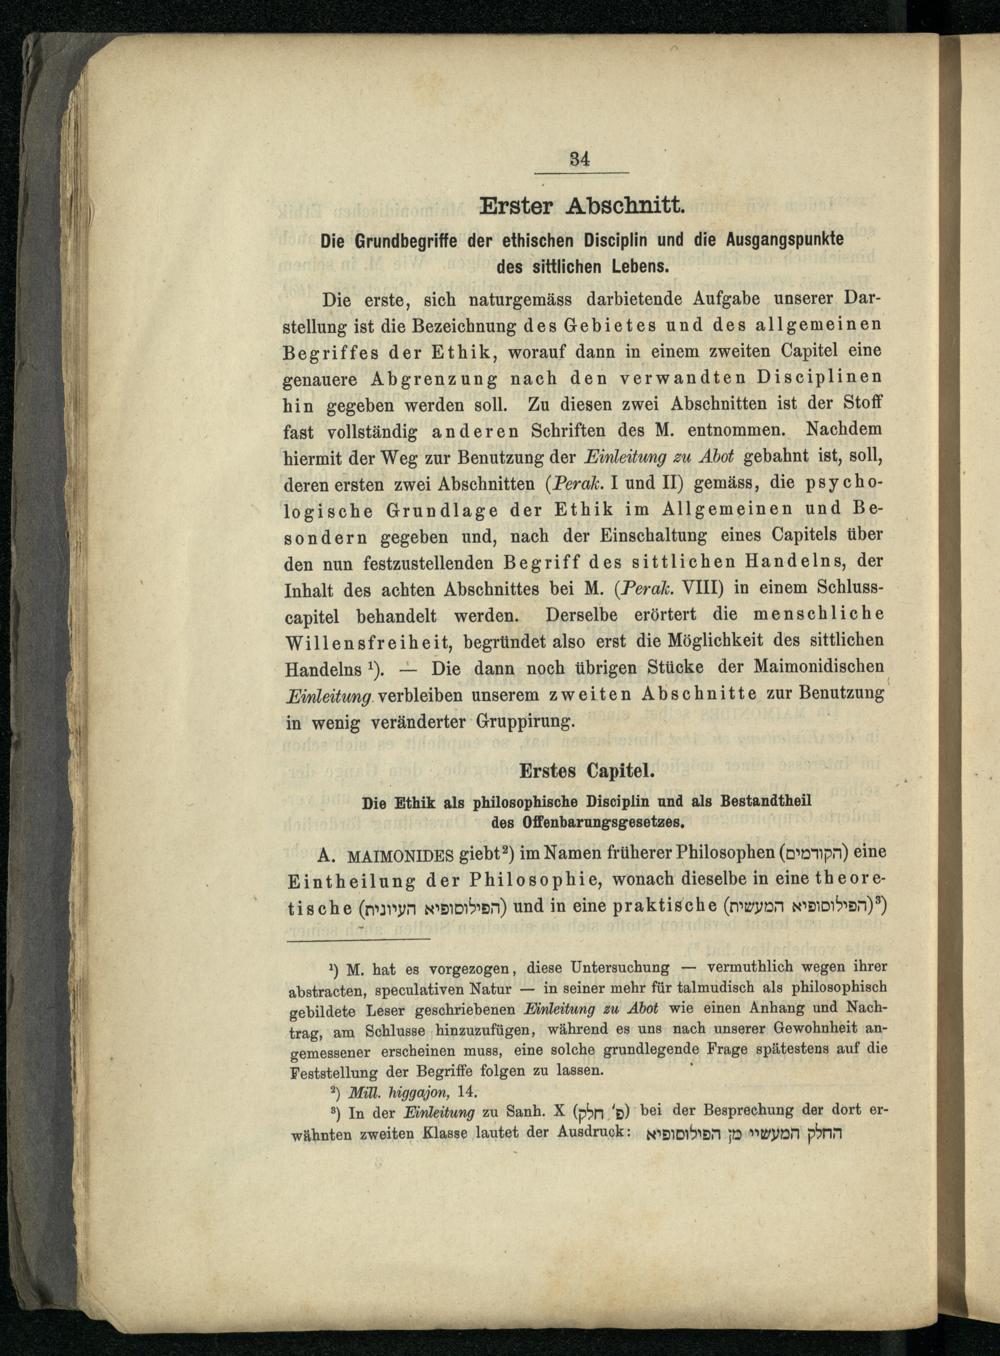 34
Erster Abschnitt.
Die Grundbegriffe der ethischen Disciplin und die Ausgangspunkte
des sittlichen Lebens.
Die erste, sich naturgemäss darbietende Aufgabe unserer Dar-
stellung ist die Bezeichnung des Gebietes und des allgemeinen
Begriffes der Ethik, worauf dann in einem zweiten Capitel eine
genauere Abgrenzung nach den verwandten Disciplinen
hin gegeben werden soll. Zu diesen zwei Abschnitten ist der Stoff
fast vollständig anderen Schriften des M. entnommen. Nachdem
hiermit der Weg zur Benutzung der Einleitung zu Abot gebahnt ist, soll,
deren ersten zwei Abschnitten (Perak. I und II) gemäss, die psycho-
logische Grundlage der Ethik im Allgemeinen und Be-
sondern gegeben und, nach der Einschaltung eines Capitels über
den nun festzustellenden Begriff des sittlichen Handelns, der
Inhalt des achten Abschnittes bei M. (Perak. VIII) in einem Schluss-
capitel behandelt werden. Derselbe erörtert die menschliche
Willensfreiheit, begründet also erst die Möglichkeit des sittlichen
Handelns ¹). — Die dann noch übrigen Stücke der Maimonidischen
Einleitung verbleiben unserem zweiten Abschnitte zur Benutzung
in wenig veränderter Gruppirung.
Erstes Capitel.
Die Ethik als philosophische Disciplin und als Bestandtheil
des Offenbarungsgesetzes.
A. MAIMONIDES giebt²) im Namen früherer Philosophen (הקודמים) eine
Eintheilung der Philosophie, wonach dieselbe in eine theore-
tische (הפילוסופיא העיונית) und in eine praktische (הפילוסופיא המעשית)³)
¹) M. hat es vorgezogen, diese Untersuchung — vermuthlich wegen ihrer
abstracten, speculativen Natur — in seiner mehr für talmudisch als philosophisch
gebildete Leser geschriebenen Einleitung zu Abot wie einen Anhang und Nach-
trag, am Schlusse hinzuzufügen, während es uns nach unserer Gewohnheit an-
gemessener erscheinen muss, eine solche grundlegende Frage spätestens auf die
Feststellung der Begriffe folgen zu lassen.
²) Mill. higgajon, 14.
³) In der Einleitung zu Sanh. X (פ' חלק) bei der Besprechung der dort er-
wähnten zweiten Klasse lautet der Ausdruck: החלק המעשיי מן הפילוסופיא